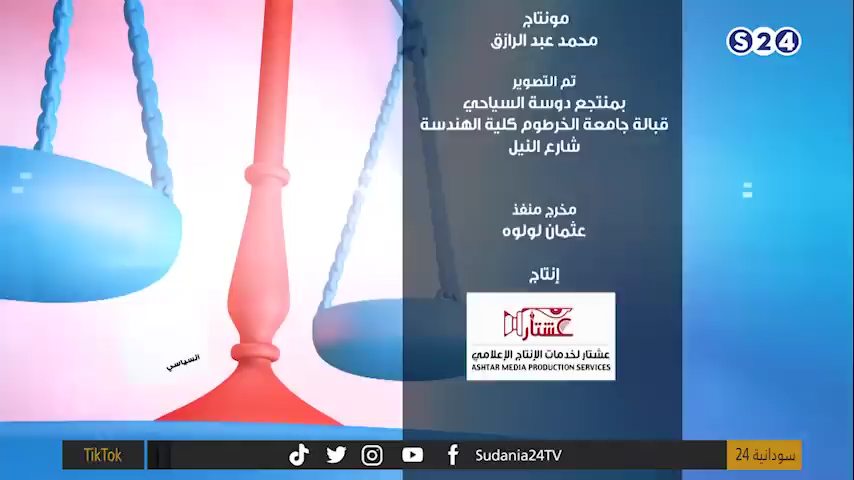 S24
مونتاج
محمد عبد الرازق
تم التصوير
بمنتجع دوسة السياحي
قبالة جامعة الخرطوم كلية الهندسة
شارع النيل
مخرج منفذ
عثمان لولوه
إنتاج
عشتار
عشتار لخدمات الإنتاج الإعلامي
ASHTAR MEDIA PRODUCTION SERVICES
السياسي
TikTok
Sudania24TV
سودانية 24